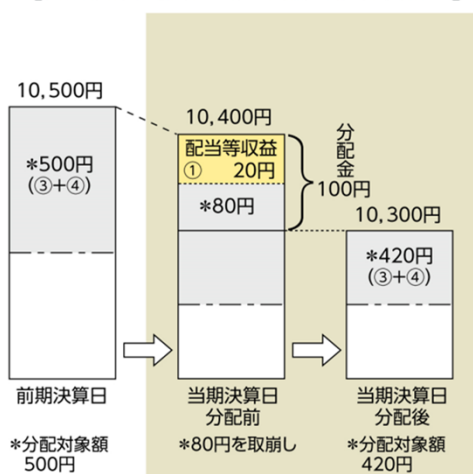 10,500円
*500円
(③+④)
前期決算日
*分配対象額
500円
10,400円
配当等収益
① 20円
*80円
分配金
100円
当期決算日
分配前
*80円を取崩し
10,300円
*420円
(③+④)
当期決算日
分配後
*分配対象額
420円